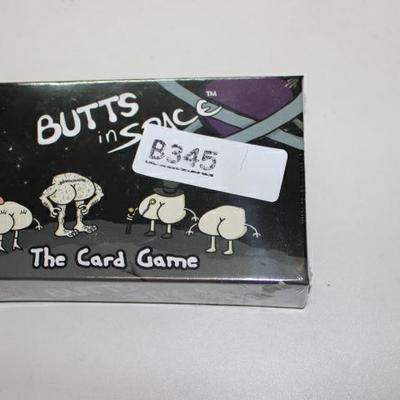 BUTTS
in SPACE™
B345
The Card Game